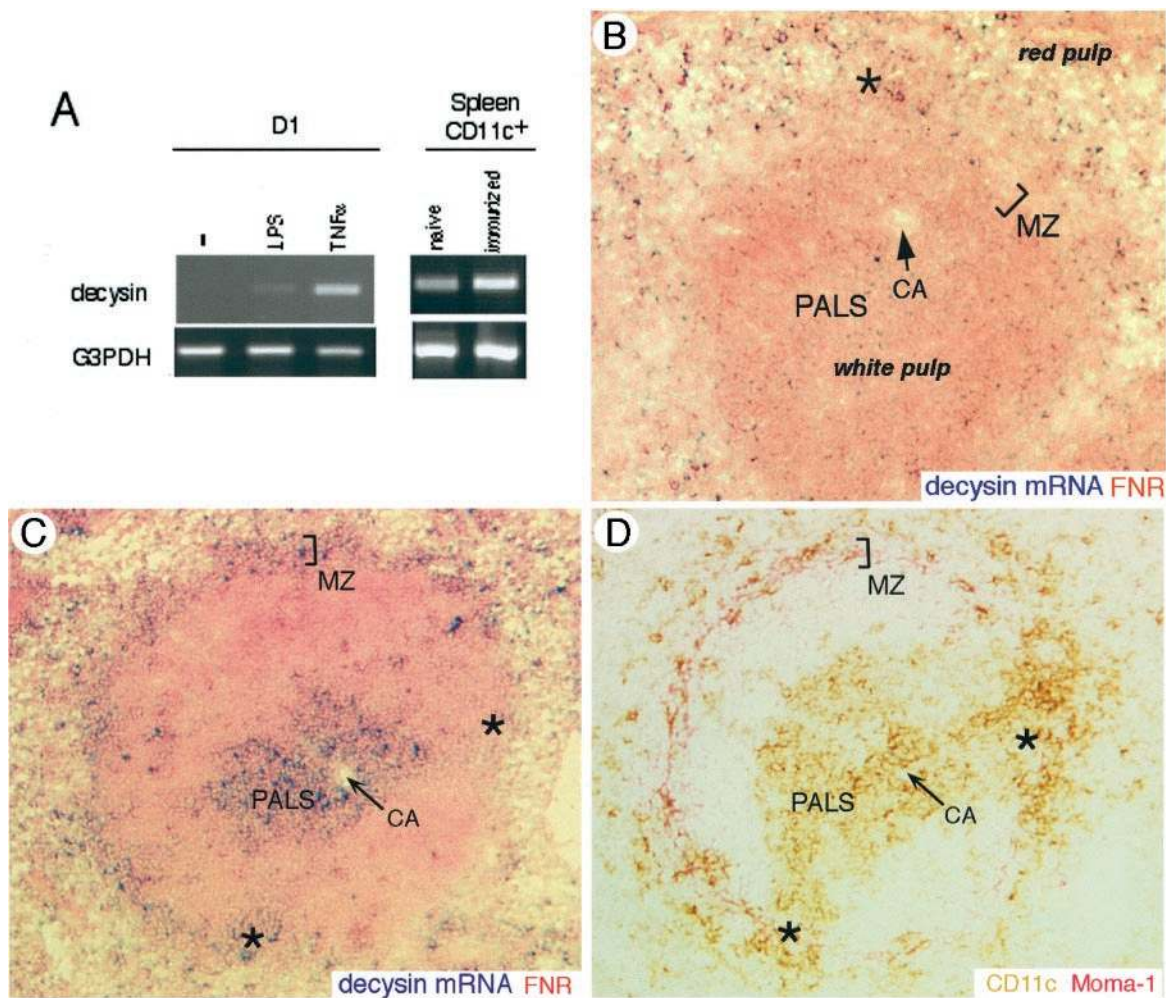 A
D1
Spleen
CD11c+
-
LPS
TNFα
naive
immunized
decysin
G3PDH
B
red pulp
*
MZ
CA
PALS
white pulp
decysin mRNA FNR
C
MZ
*
PALS
CA
*
decysin mRNA FNR
D
MZ
*
PALS
CA
*
CD11c Moma-1